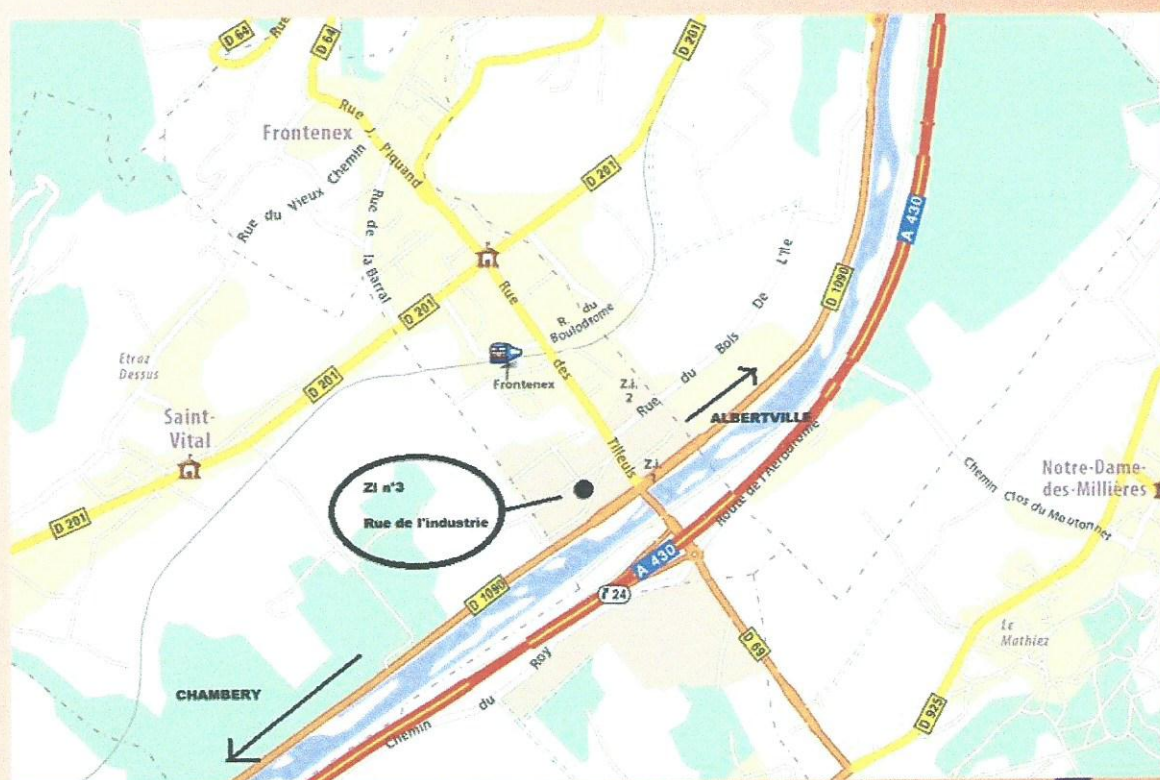 D 64
Rue
D 64
D 201
Frontenex
Rue J. Piquand
Rue du Vieux Chemin
Rue de la Barral
D 201
A 430
L'Ile
De
Bois
du
Rue
D 1090
D 201
R. du
Boulodrome
Rue
des
Tilleuls
Frontenex
Etraz
Dessus
D 201
Z.i.
2
Saint-
Vital
ALBERTVILLE
Z.i.
Route de l'Aérodrome
Zi n°3
Rue de l'industrie
Chemin Clos du Moutonnet
Notre-Dame-
des-Millières
D 201
A 430
24
D 1090
D 69
Le
Mathiez
CHAMBERY
Chemin du Roy
D 925